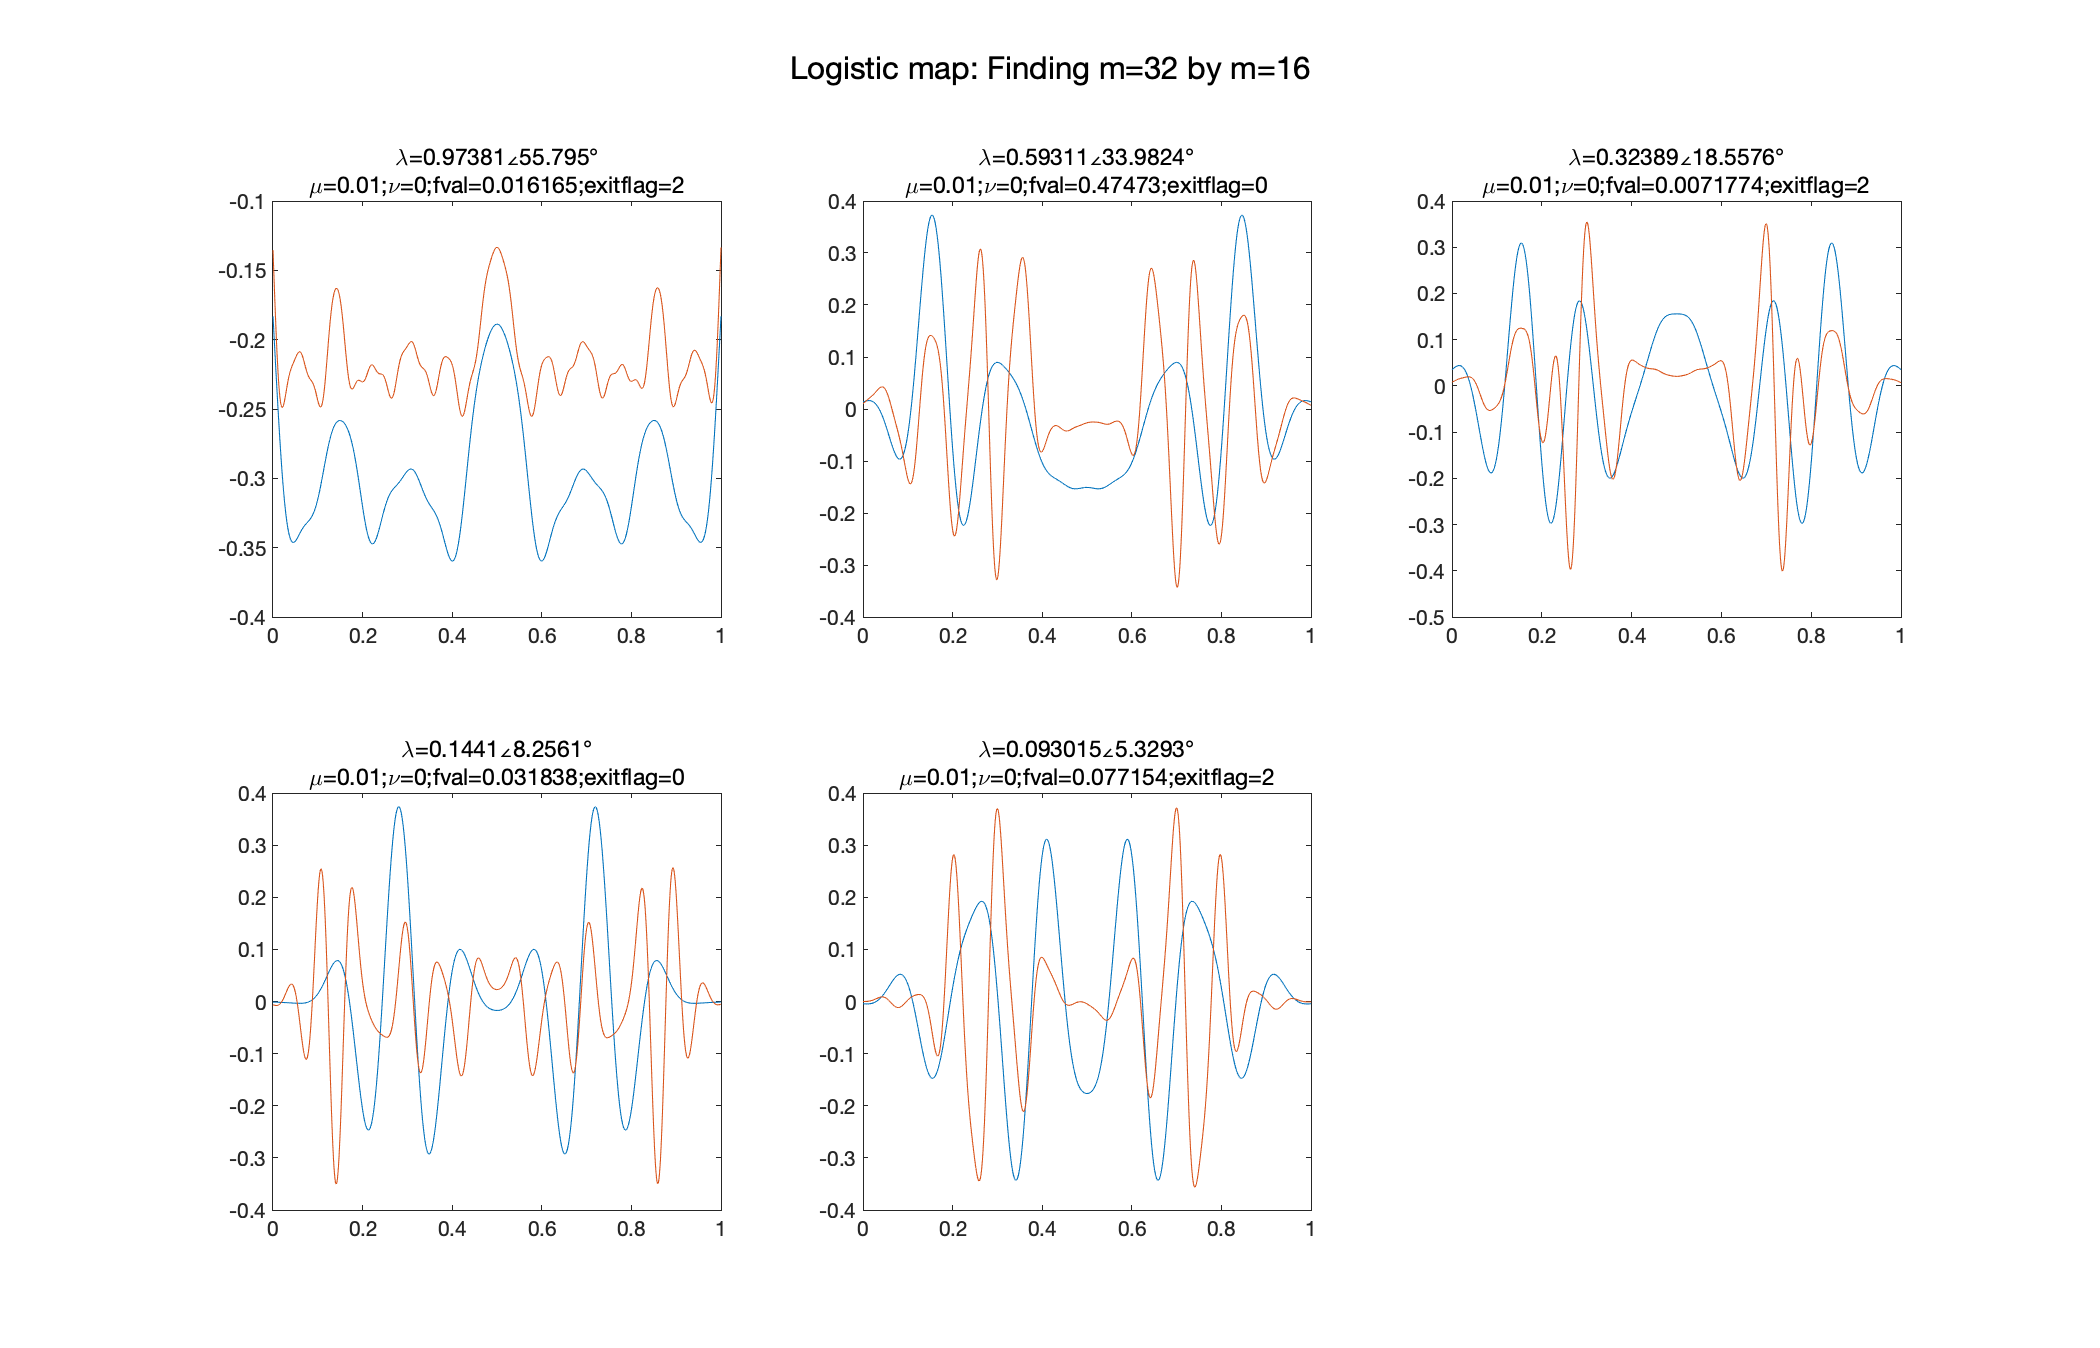 Logistic map: Finding m=32 by m=16
λ=0.97381∠55.795°
μ=0.01;ν=0;fval=0.016165;exitflag=2
-0.1
-0.15
-0.2
-0.25
-0.3
-0.35
-0.4
0 0.2 0.4 0.6 0.8 1
λ=0.59311∠33.9824°
μ=0.01;ν=0;fval=0.47473;exitflag=0
0.4
0.3
0.2
0.1
0
-0.1
-0.2
-0.3
-0.4
0 0.2 0.4 0.6 0.8 1
λ=0.32389∠18.5576°
μ=0.01;ν=0;fval=0.0071774;exitflag=2
0.4
0.3
0.2
0.1
0
-0.1
-0.2
-0.3
-0.4
-0.5
0 0.2 0.4 0.6 0.8 1
λ=0.1441∠8.2561°
μ=0.01;ν=0;fval=0.031838;exitflag=0
0.4
0.3
0.2
0.1
0
-0.1
-0.2
-0.3
-0.4
0 0.2 0.4 0.6 0.8 1
λ=0.093015∠5.3293°
μ=0.01;ν=0;fval=0.077154;exitflag=2
0.4
0.3
0.2
0.1
0
-0.1
-0.2
-0.3
-0.4
0 0.2 0.4 0.6 0.8 1